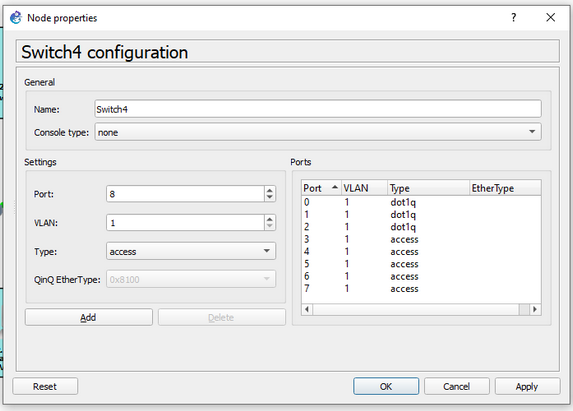 Node properties
Switch4 configuration
General
Name: Switch4
Console type: none
Settings
Port: 8
VLAN: 1
Type: access
QinQ EtherType: 0x8100
Add Delete
Ports
Port VLAN Type EtherType
0 1 dot1q
1 1 dot1q
2 1 dot1q
3 1 access
4 1 access
5 1 access
6 1 access
7 1 access
Reset OK Cancel Apply